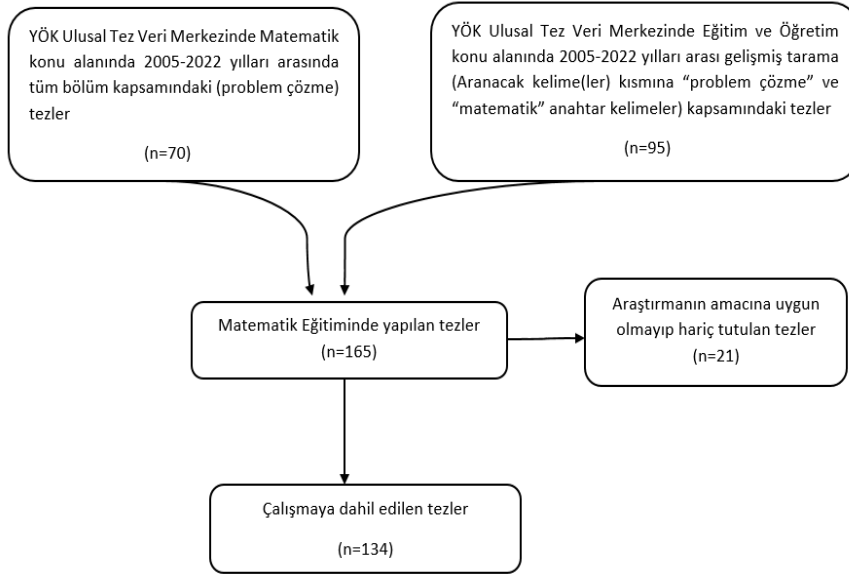 YÖK Ulusal Tez Veri Merkezinde Matematik
konu alanında 2005-2022 yılları arasında
tüm bölüm kapsamındaki (problem çözme)
tezler
(n=70)
YÖK Ulusal Tez Veri Merkezinde Eğitim ve Öğretim
konu alanında 2005-2022 yılları arası gelişmiş tarama
(Aranacak kelime(ler) kısmına “problem çözme” ve
“matematik” anahtar kelimeler) kapsamındaki tezler
(n=95)
Matematik Eğitiminde yapılan tezler
(n=165)
Araştırmanın amacına uygun
olmayıp hariç tutulan tezler
(n=21)
Çalışmaya dahil edilen tezler
(n=134)